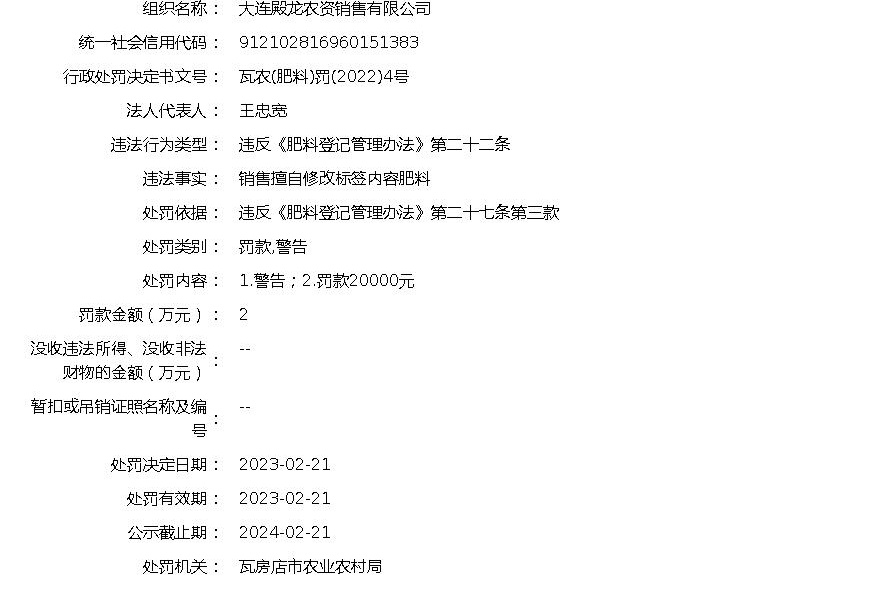 组织名称： 大连殿龙农资销售有限公司
统一社会信用代码： 912102816960151383
行政处罚决定书文号： 瓦农(肥料)罚(2022)4号
法人代表人： 王忠宽
违法行为类型： 违反《肥料登记管理办法》第二十二条
违法事实： 销售擅自修改标签内容肥料
处罚依据： 违反《肥料登记管理办法》第二十七条第三款
处罚类别： 罚款,警告
处罚内容： 1.警告；2.罚款20000元
罚款金额（万元）： 2
没收违法所得、没收非法
财物的金额（万元）： --
暂扣或吊销证照名称及编
号： --
处罚决定日期： 2023-02-21
处罚有效期： 2023-02-21
公示截止期： 2024-02-21
处罚机关： 瓦房店市农业农村局